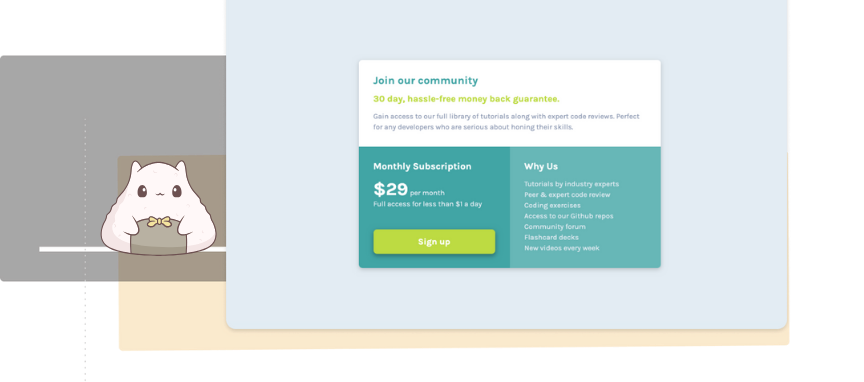 Join our community
30 day, hassle-free money back guarantee.
Gain access to our full library of tutorials along with expert code reviews. Perfect
for any developers who are serious about honing their skills.
Monthly Subscription
$29 per month
Full access for less than $1 a day
Sign up
Why Us
Tutorials by industry experts
Peer & expert code review
Coding exercises
Access to our Github repos
Community forum
Flashcard decks
New videos every week